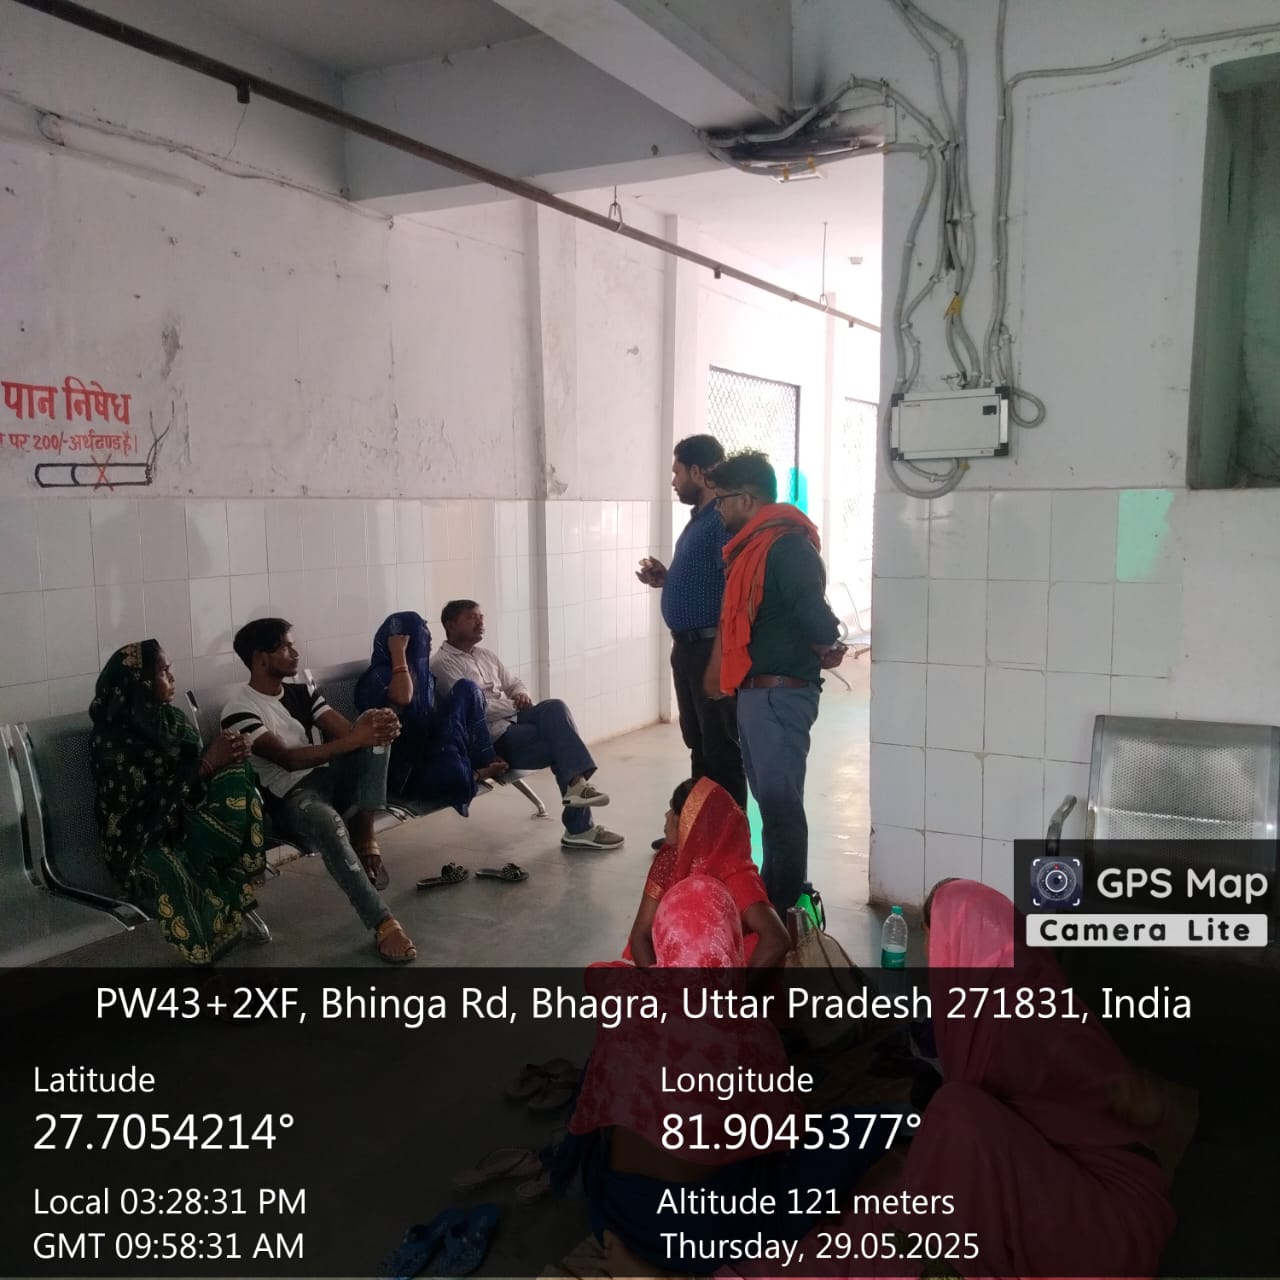 पान निषेध
पर 200/-अर्थदण्ड है।
GPS Map
Camera Lite
PW43+2XF, Bhinga Rd, Bhagra, Uttar Pradesh 271831, India
Latitude
27.7054214°
Longitude
81.9045377°
Local 03:28:31 PM
GMT 09:58:31 AM
Altitude 121 meters
Thursday, 29.05.2025